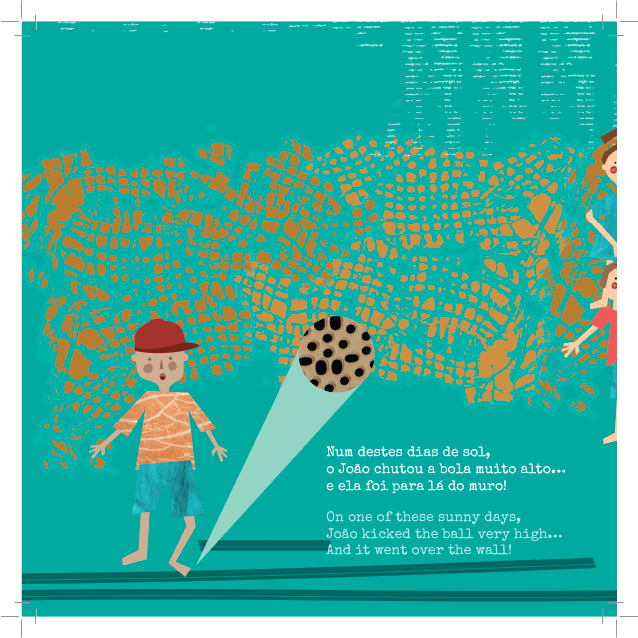 Num destes dias de sol,
o João chutou a bola muito alto...
e ela foi para lá do muro!
On one of these sunny days,
João kicked the ball very high...
And it went over the wall!